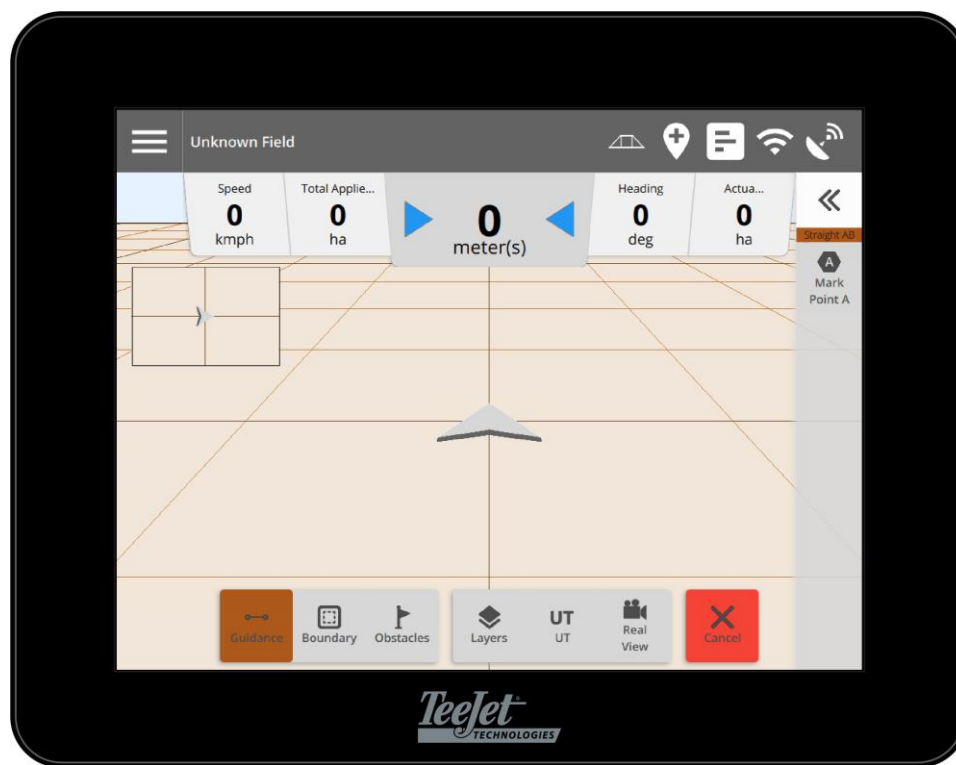 Unknown Field
Speed
0
kmph
Total Applie...
0
ha
0
meter(s)
Heading
0
deg
Actua...
0
ha
Straight AB
A
Mark
Point A
Guidance
Boundary
Obstacles
Layers
UT
UT
Real
View
Cancel
TeeJet
TECHNOLOGIES